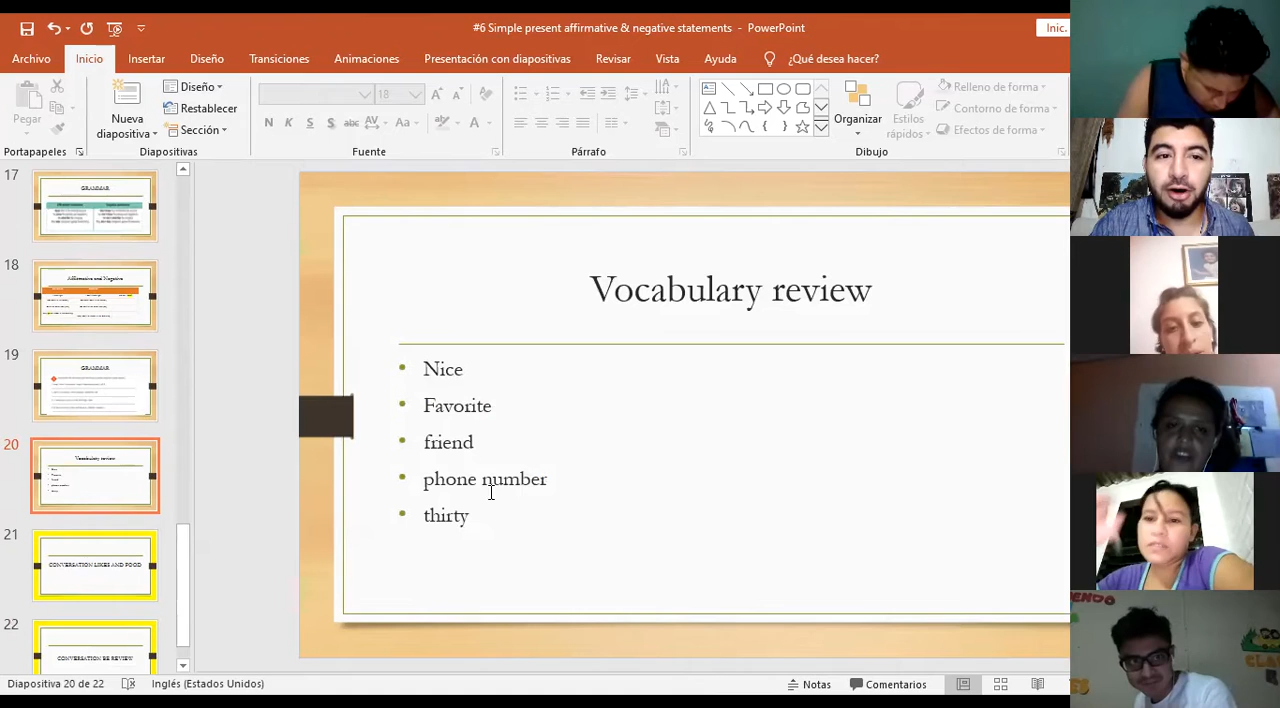 #6 Simple present affirmative & negative statements - PowerPoint
Inic.
Archivo Inicio Insertar Diseño Transiciones Animaciones Presentación con diapositivas Revisar Vista Ayuda ¿Qué desea hacer?
Pegar
Nueva diapositiva
Diseño
Restablecer
Sección
18
N K S S abc AV Aa A
Organizar
Estilos rápidos
Relleno de forma
Contorno de forma
Efectos de forma
Portapapeles Diapositivas Fuente Párrafo Dibujo
17
GRAMMAR
18
Affirmative and Negative
19
GRAMMAR
20
Vocabulary review
21
CONVERSATION LIKES AND FOOD
22
CONVERSATION BE REVIEW
Vocabulary review
• Nice
• Favorite
• friend
• phone number
• thirty
Diapositiva 20 de 22 Inglés (Estados Unidos) Notas Comentarios